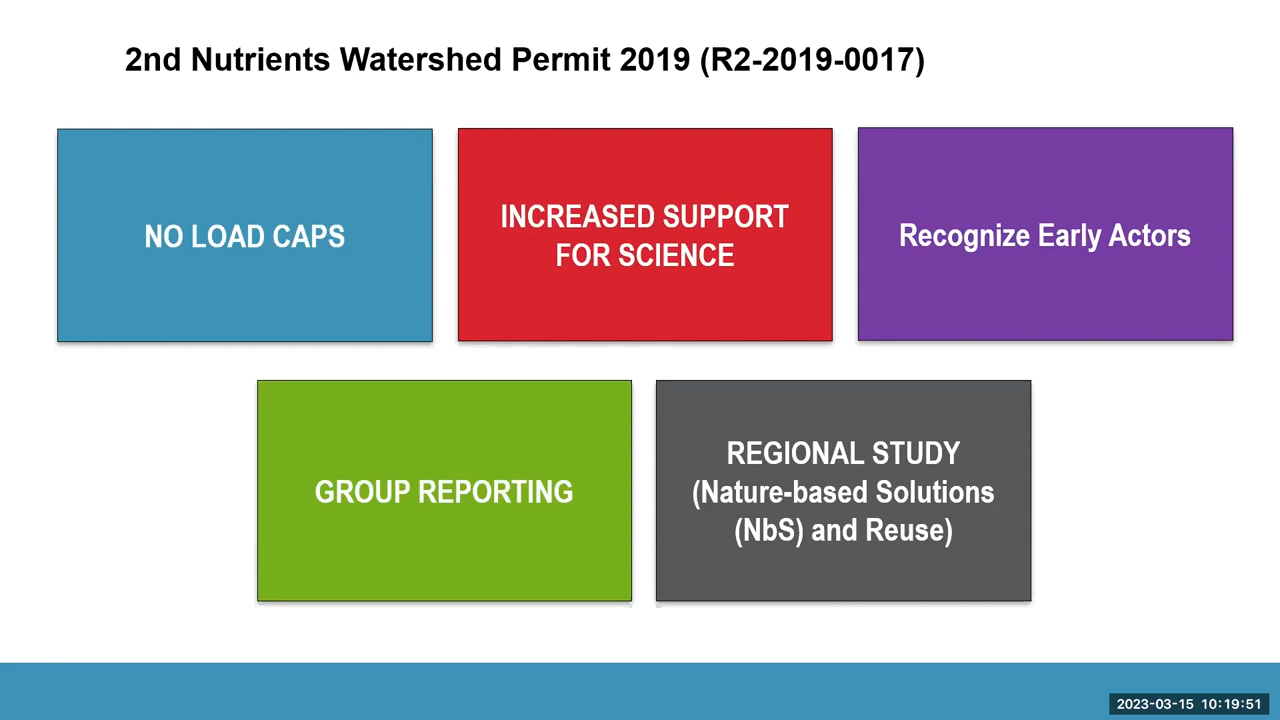 2nd Nutrients Watershed Permit 2019 (R2-2019-0017)
NO LOAD CAPS
INCREASED SUPPORT
FOR SCIENCE
Recognize Early Actors
GROUP REPORTING
REGIONAL STUDY
(Nature-based Solutions
(NbS) and Reuse)
2023-03-15 10:19:51